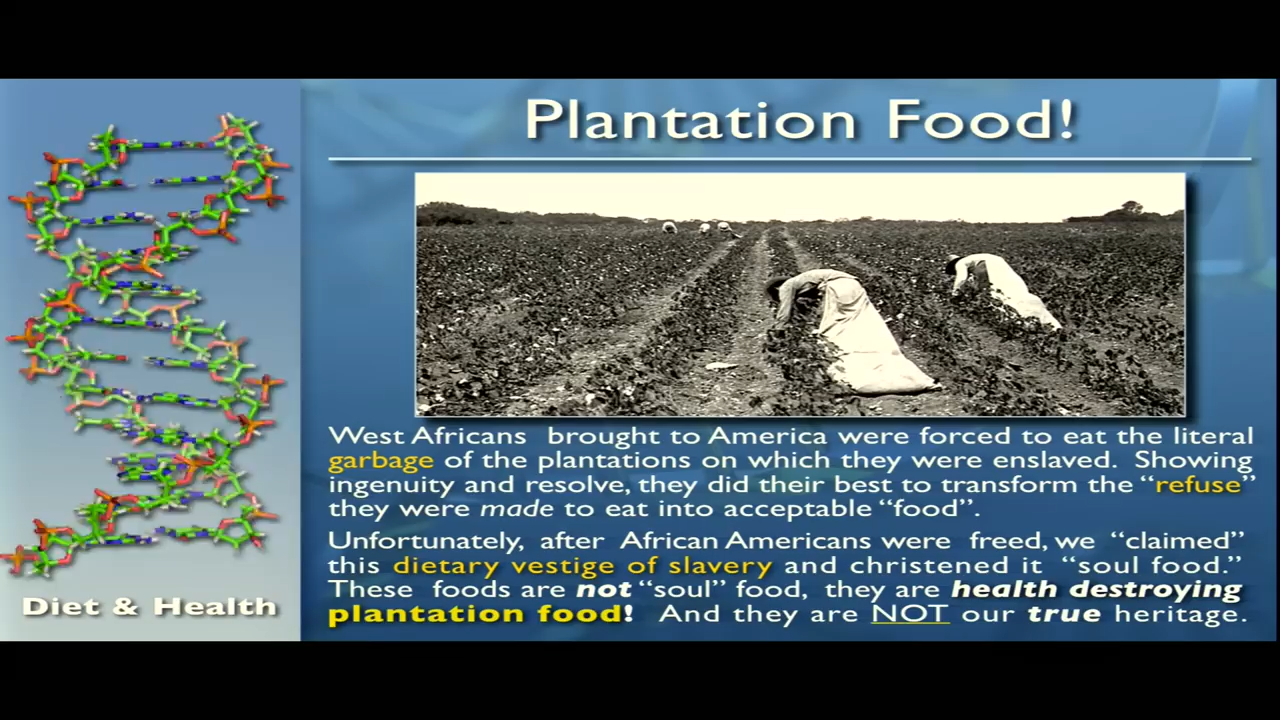 Plantation Food!
West Africans brought to America were forced to eat the literal
garbage of the plantations on which they were enslaved. Showing
ingenuity and resolve, they did their best to transform the “refuse”
they were made to eat into acceptable “food”.
Unfortunately, after African Americans were freed, we “claimed”
this dietary vestige of slavery and christened it “soul food.”
These foods are not “soul” food, they are health destroying
plantation food! And they are NOT our true heritage.
Diet & Health